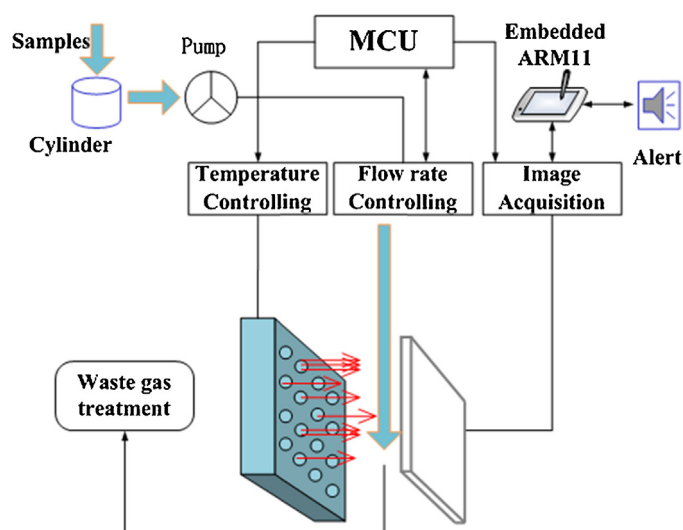 Samples
Pump
MCU
Embedded
ARM11
Cylinder
Alert
Temperature
Controlling
Flow rate
Controlling
Image
Acquisition
Waste gas
treatment